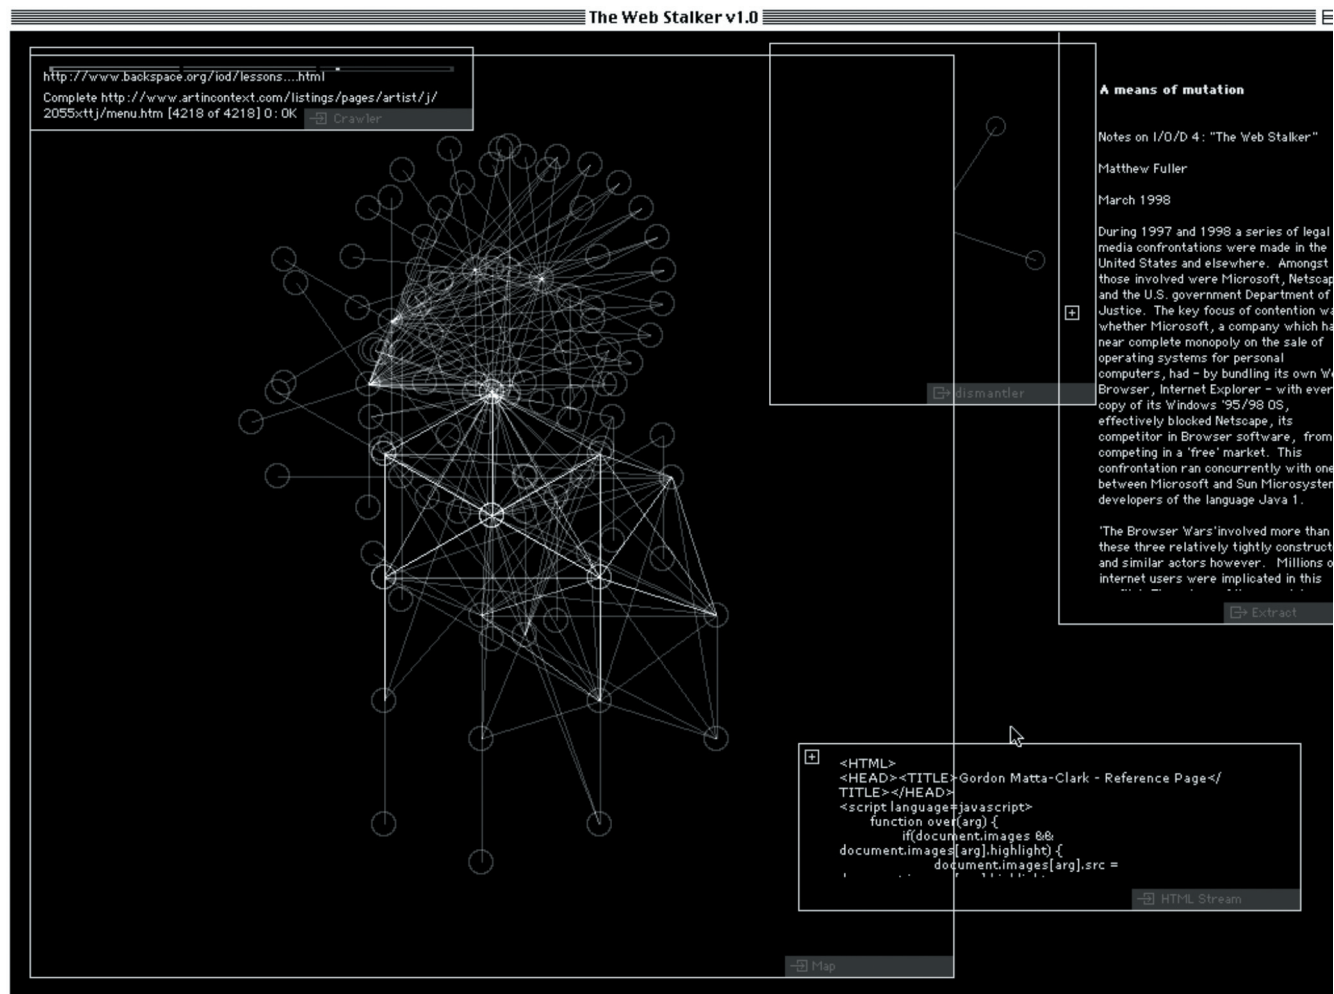 The Web Stalker v1.0
http://www.backspace.org/iod/lessons....html
Complete http://www.artincontext.com/listings/pages/artist/j/
2055xttj/menu.htm [4218 of 4218] 0: OK
Crawler
dismantler
A means of mutation
Notes on I/O/D 4: "The Web Stalker"
Matthew Fuller
March 1998
During 1997 and 1998 a series of legal
media confrontations were made in the
United States and elsewhere. Amongst
those involved were Microsoft, Netscap
and the U.S. government Department of
Justice. The key focus of contention wa
whether Microsoft, a company which ha
near complete monopoly on the sale of
operating systems for personal
computers, had - by bundling its own We
Browser, Internet Explorer - with ever
copy of its Windows '95/98 OS,
effectively blocked Netscape, its
competitor in Browser software, from
competing in a 'free' market. This
confrontation ran concurrently with one
between Microsoft and Sun Microsystem
developers of the language Java 1.
'The Browser Wars'involved more than
these three relatively tightly construct
and similar actors however. Millions o
internet users were implicated in this
Extract
<HTML>
<HEAD><TITLE>Gordon Matta-Clark - Reference Page</
TITLE></HEAD>
<script language=javascript>
function over(arg) {
if(document.images &&
document.images[arg].highlight) {
document.images[arg].src =
HTML Stream
Map